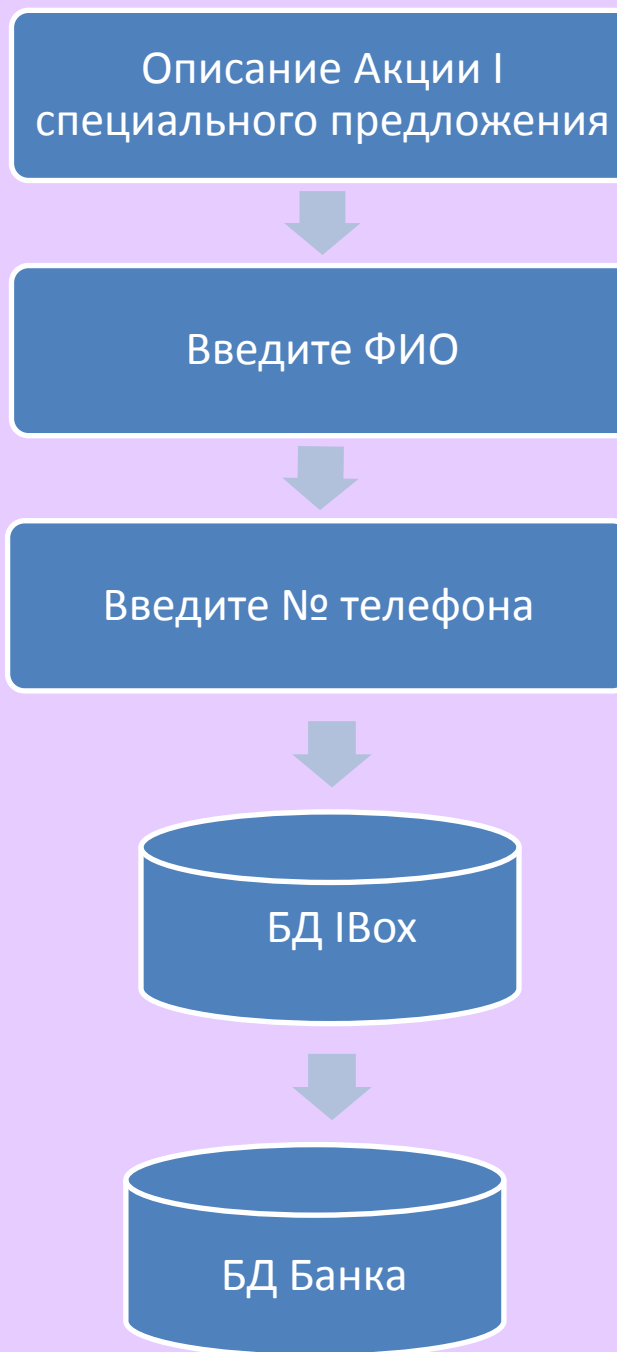 Описание Акции I
специального предложения
Введите ФИО
Введите № телефона
БД IBox
БД Банка